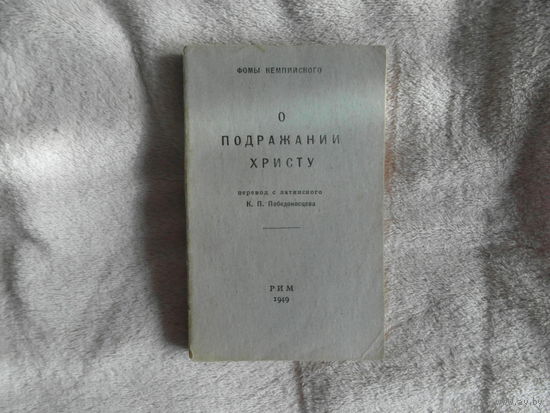 ФОМЫ КЕМПИЙСКОГО
О
ПОДРАЖАНИИ
ХРИСТУ
перевод с латинского
К. П. Победоносцева
РИМ
1949